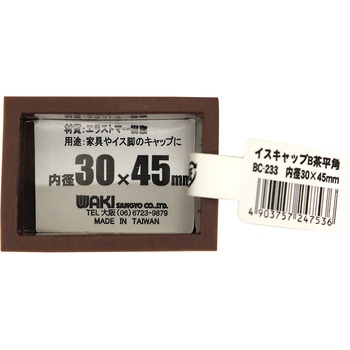 材質：エラストマー樹脂
用途：家具やイス脚のキャップに
内径30×45mm
WAKI SANGYO CO.,LTD.
TEL 大阪(06)6723-9879
MADE IN TAIWAN
イスキャップB茶平角
BC-233 内径30×45mm
4903757247536